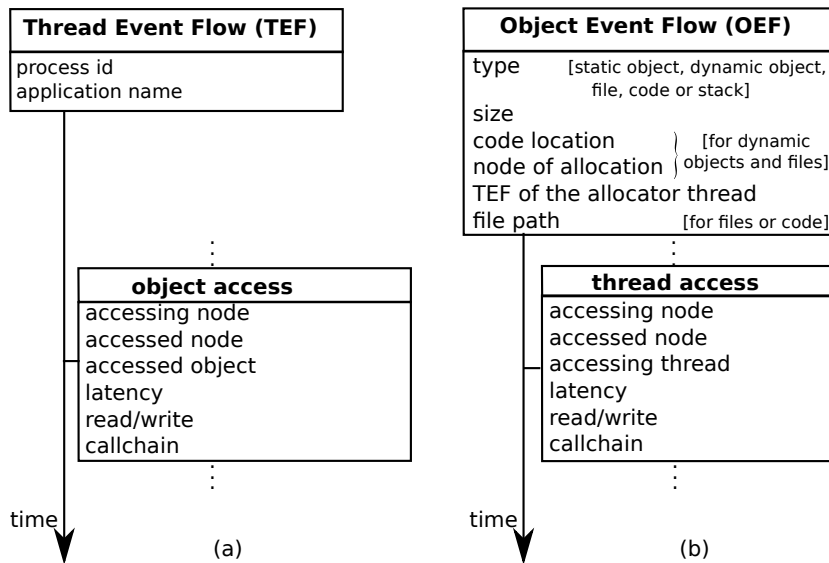 Thread Event Flow (TEF)
process id
application name
object access
accessing node
accessed node
accessed object
latency
read/write
callchain
time
(a)
Object Event Flow (OEF)
type [static object, dynamic object,
file, code or stack]
size
code location [for dynamic
node of allocation objects and files]
TEF of the allocator thread
file path [for files or code]
thread access
accessing node
accessed node
accessing thread
latency
read/write
callchain
time
(b)